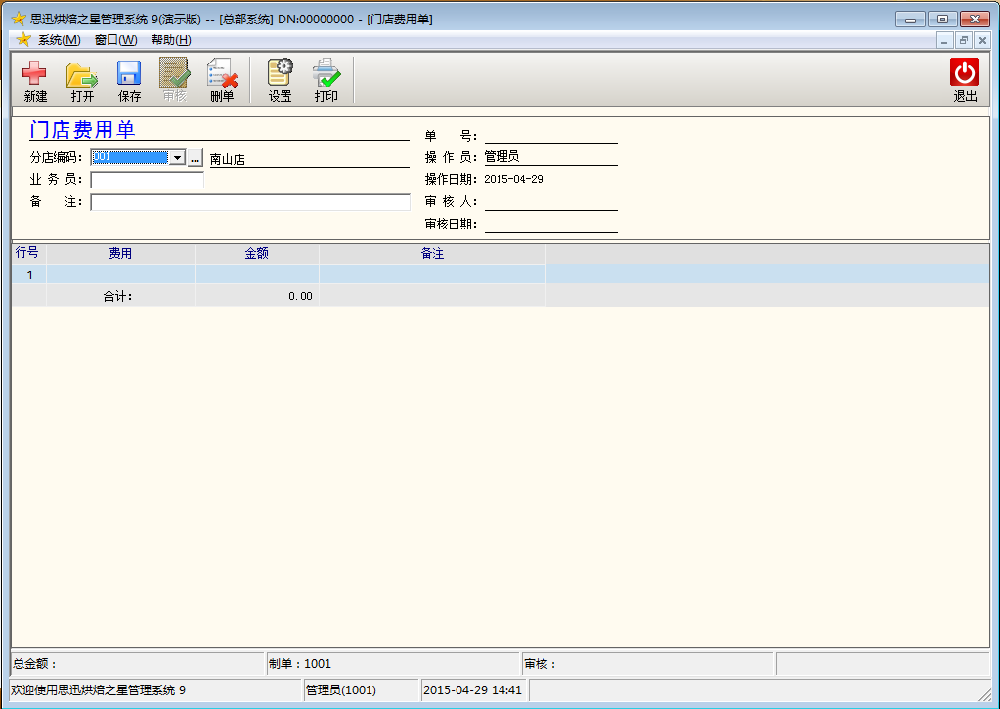 思迅烘焙之星管理系统 9(演示版) -- [总部系统] DN:00000000 - [门店费用单]
系统(M) 窗口(W) 帮助(H)
新建 打开 保存 审核 删单 设置 打印 退出
门店费用单
单 号:
分店编码: 001 ... 南山店
操 作 员: 管理员
业 务 员:
操作日期: 2015-04-29
备 注:
审 核 人:
审核日期:
行号 费用 金额 备注
1
合计: 0.00
总金额: 制单:1001 审核:
欢迎使用思迅烘焙之星管理系统 9 管理员(1001) 2015-04-29 14:41